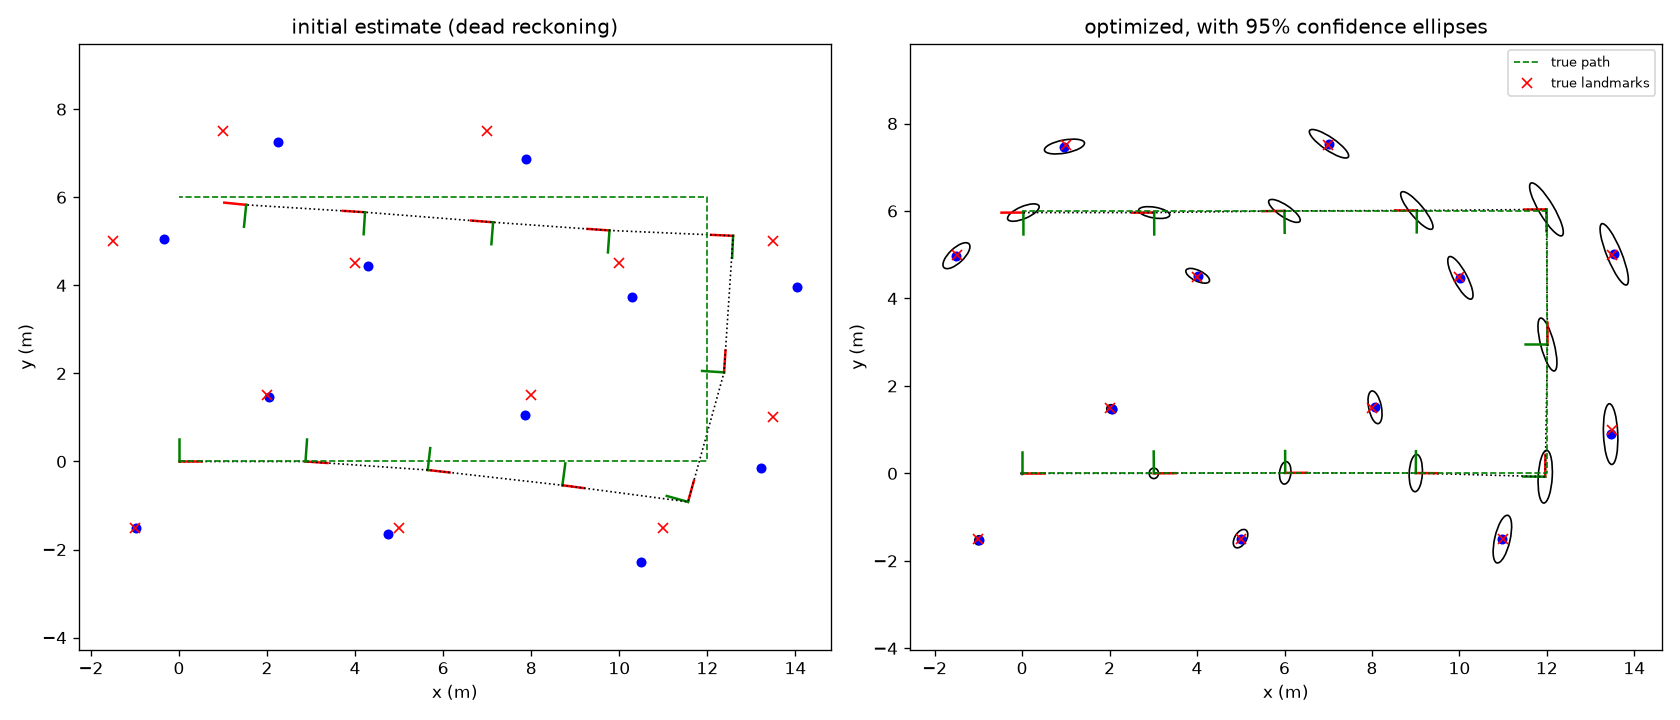 initial estimate (dead reckoning)
8
6
4
2
0
−2
−4
−2 0 2 4 6 8 10 12 14
x (m)
y (m)
optimized, with 95% confidence ellipses
true path
true landmarks
8
6
4
2
0
−2
−4
−2 0 2 4 6 8 10 12 14
x (m)
y (m)